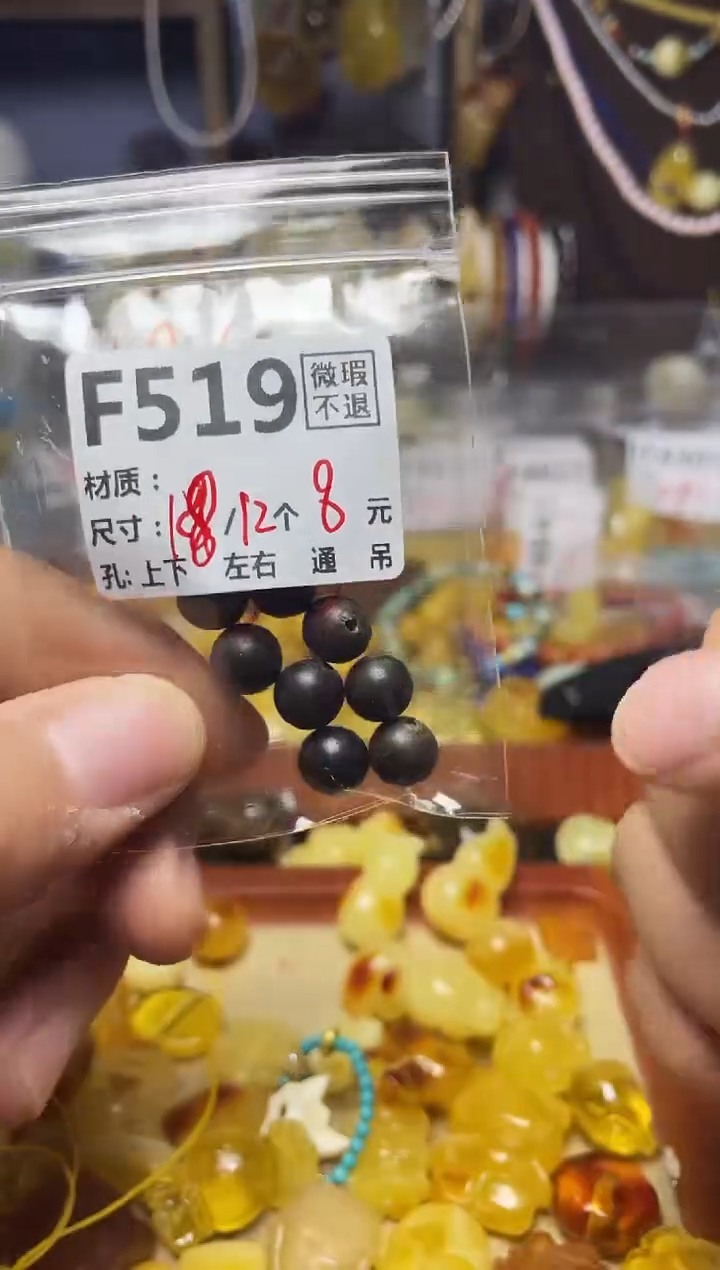 F519
微瑕
不退
材质：
尺寸： /12个 8 元
孔: 上下 左右 通 吊